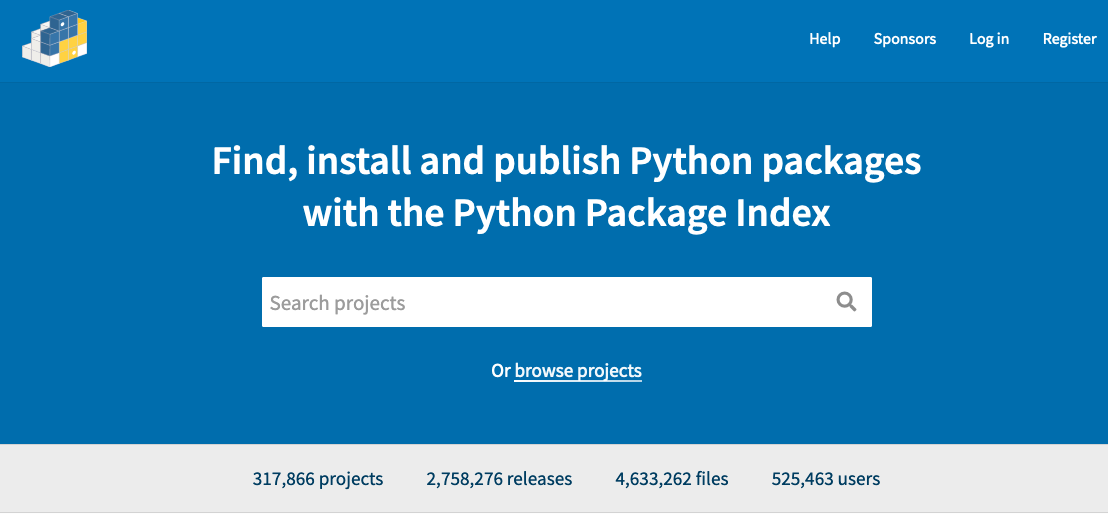 Help Sponsors Log in Register
Find, install and publish Python packages
with the Python Package Index
Search projects
Or browse projects
317,866 projects 2,758,276 releases 4,633,262 files 525,463 users